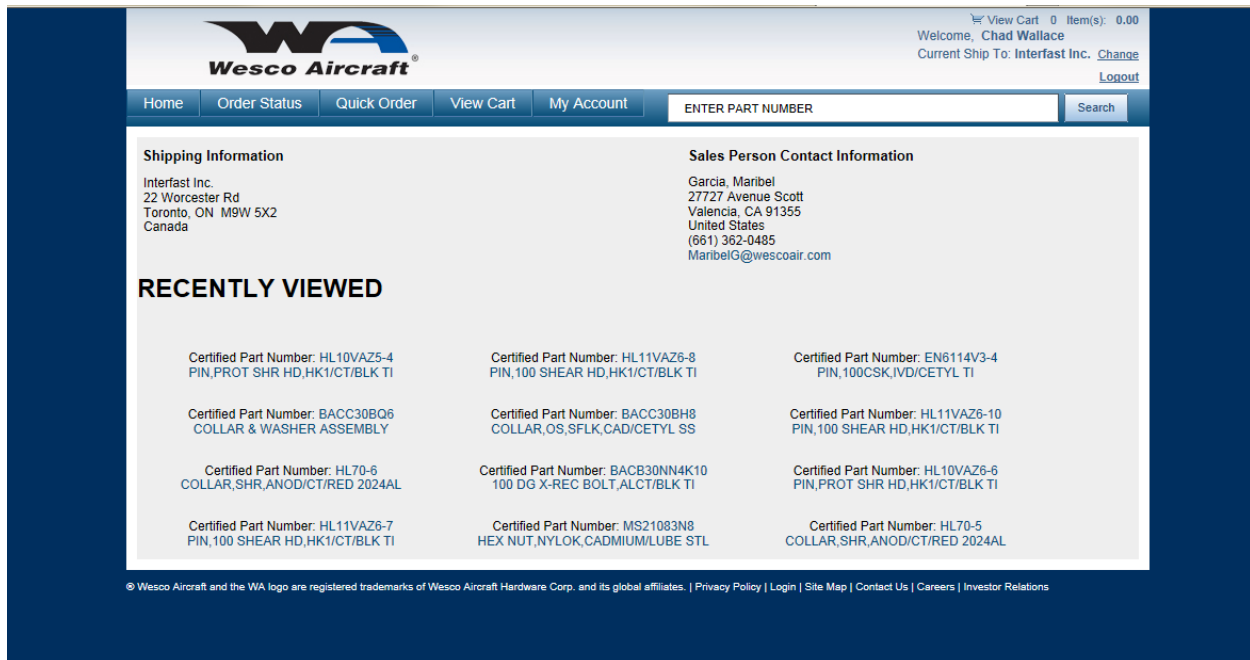 View Cart 0 Item(s): 0.00
Welcome, Chad Wallace
Current Ship To: Interfast Inc. Change
Logout
WA
Wesco Aircraft®
Home Order Status Quick Order View Cart My Account ENTER PART NUMBER Search
Shipping Information
Interfast Inc.
22 Worcester Rd
Toronto, ON M9W 5X2
Canada
Sales Person Contact Information
Garcia, Maribel
27727 Avenue Scott
Valencia, CA 91355
United States
(661) 362-0485
MaribelG@wescoair.com
RECENTLY VIEWED
Certified Part Number: HL10VAZ5-4
PIN,PROT SHR HD,HK1/CT/BLK TI
Certified Part Number: HL11VAZ6-8
PIN,100 SHEAR HD,HK1/CT/BLK TI
Certified Part Number: EN6114V3-4
PIN,100CSK,IVD/CETYL TI
Certified Part Number: BACC30BQ6
COLLAR & WASHER ASSEMBLY
Certified Part Number: BACC30BH8
COLLAR,OS,SFLK,CAD/CETYL SS
Certified Part Number: HL11VAZ6-10
PIN,100 SHEAR HD,HK1/CT/BLK TI
Certified Part Number: HL70-6
COLLAR,SHR,ANOD/CT/RED 2024AL
Certified Part Number: BACB30NN4K10
100 DG X-REC BOLT,ALCT/BLK TI
Certified Part Number: HL10VAZ6-6
PIN,PROT SHR HD,HK1/CT/BLK TI
Certified Part Number: HL11VAZ6-7
PIN,100 SHEAR HD,HK1/CT/BLK TI
Certified Part Number: MS21083N8
HEX NUT,NYLOK,CADMIUM/LUBE STL
Certified Part Number: HL70-5
COLLAR,SHR,ANOD/CT/RED 2024AL
® Wesco Aircraft and the WA logo are registered trademarks of Wesco Aircraft Hardware Corp. and its global affiliates. | Privacy Policy | Login | Site Map | Contact Us | Careers | Investor Relations